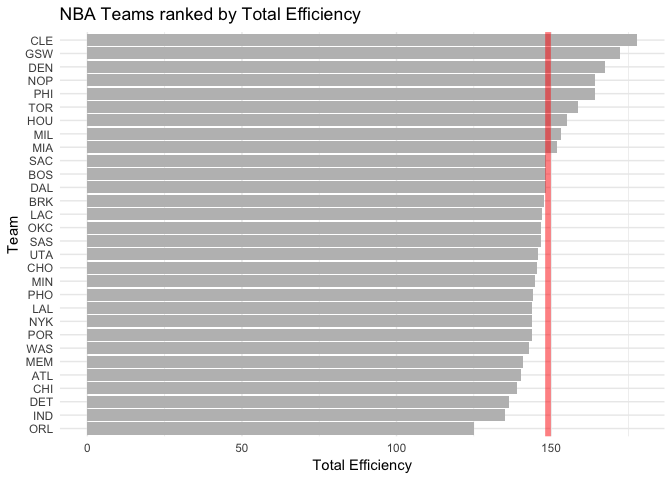 NBA Teams ranked by Total Efficiency
CLE
GSW
DEN
NOP
PHI
TOR
HOU
MIL
MIA
SAC
BOS
DAL
BRK
LAC
OKC
SAS
UTA
CHO
MIN
PHO
LAL
NYK
POR
WAS
MEM
ATL
CHI
DET
IND
ORL
Team
0 50 100 150
Total Efficiency